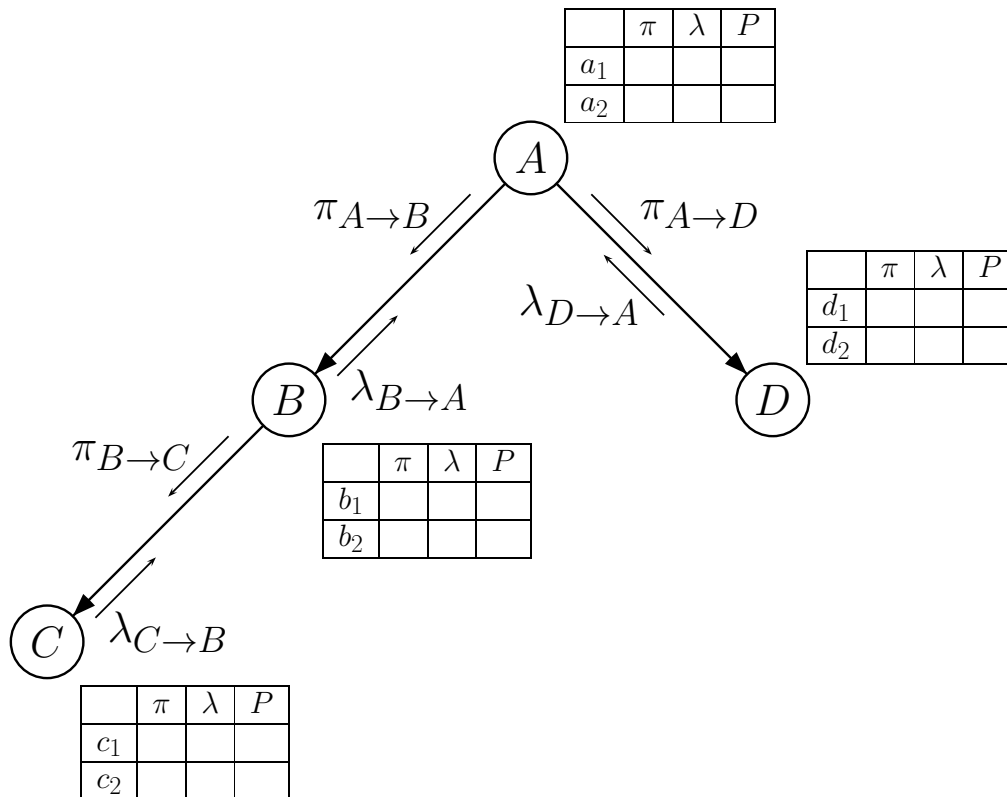 π λ P
a₁
a₂
A
π_{A→B} π_{A→D}
π λ P
λ_{D→A} d₁
d₂
B λ_{B→A} D
π_{B→C} π λ P
b₁
b₂
C λ_{C→B}
π λ P
c₁
c₂